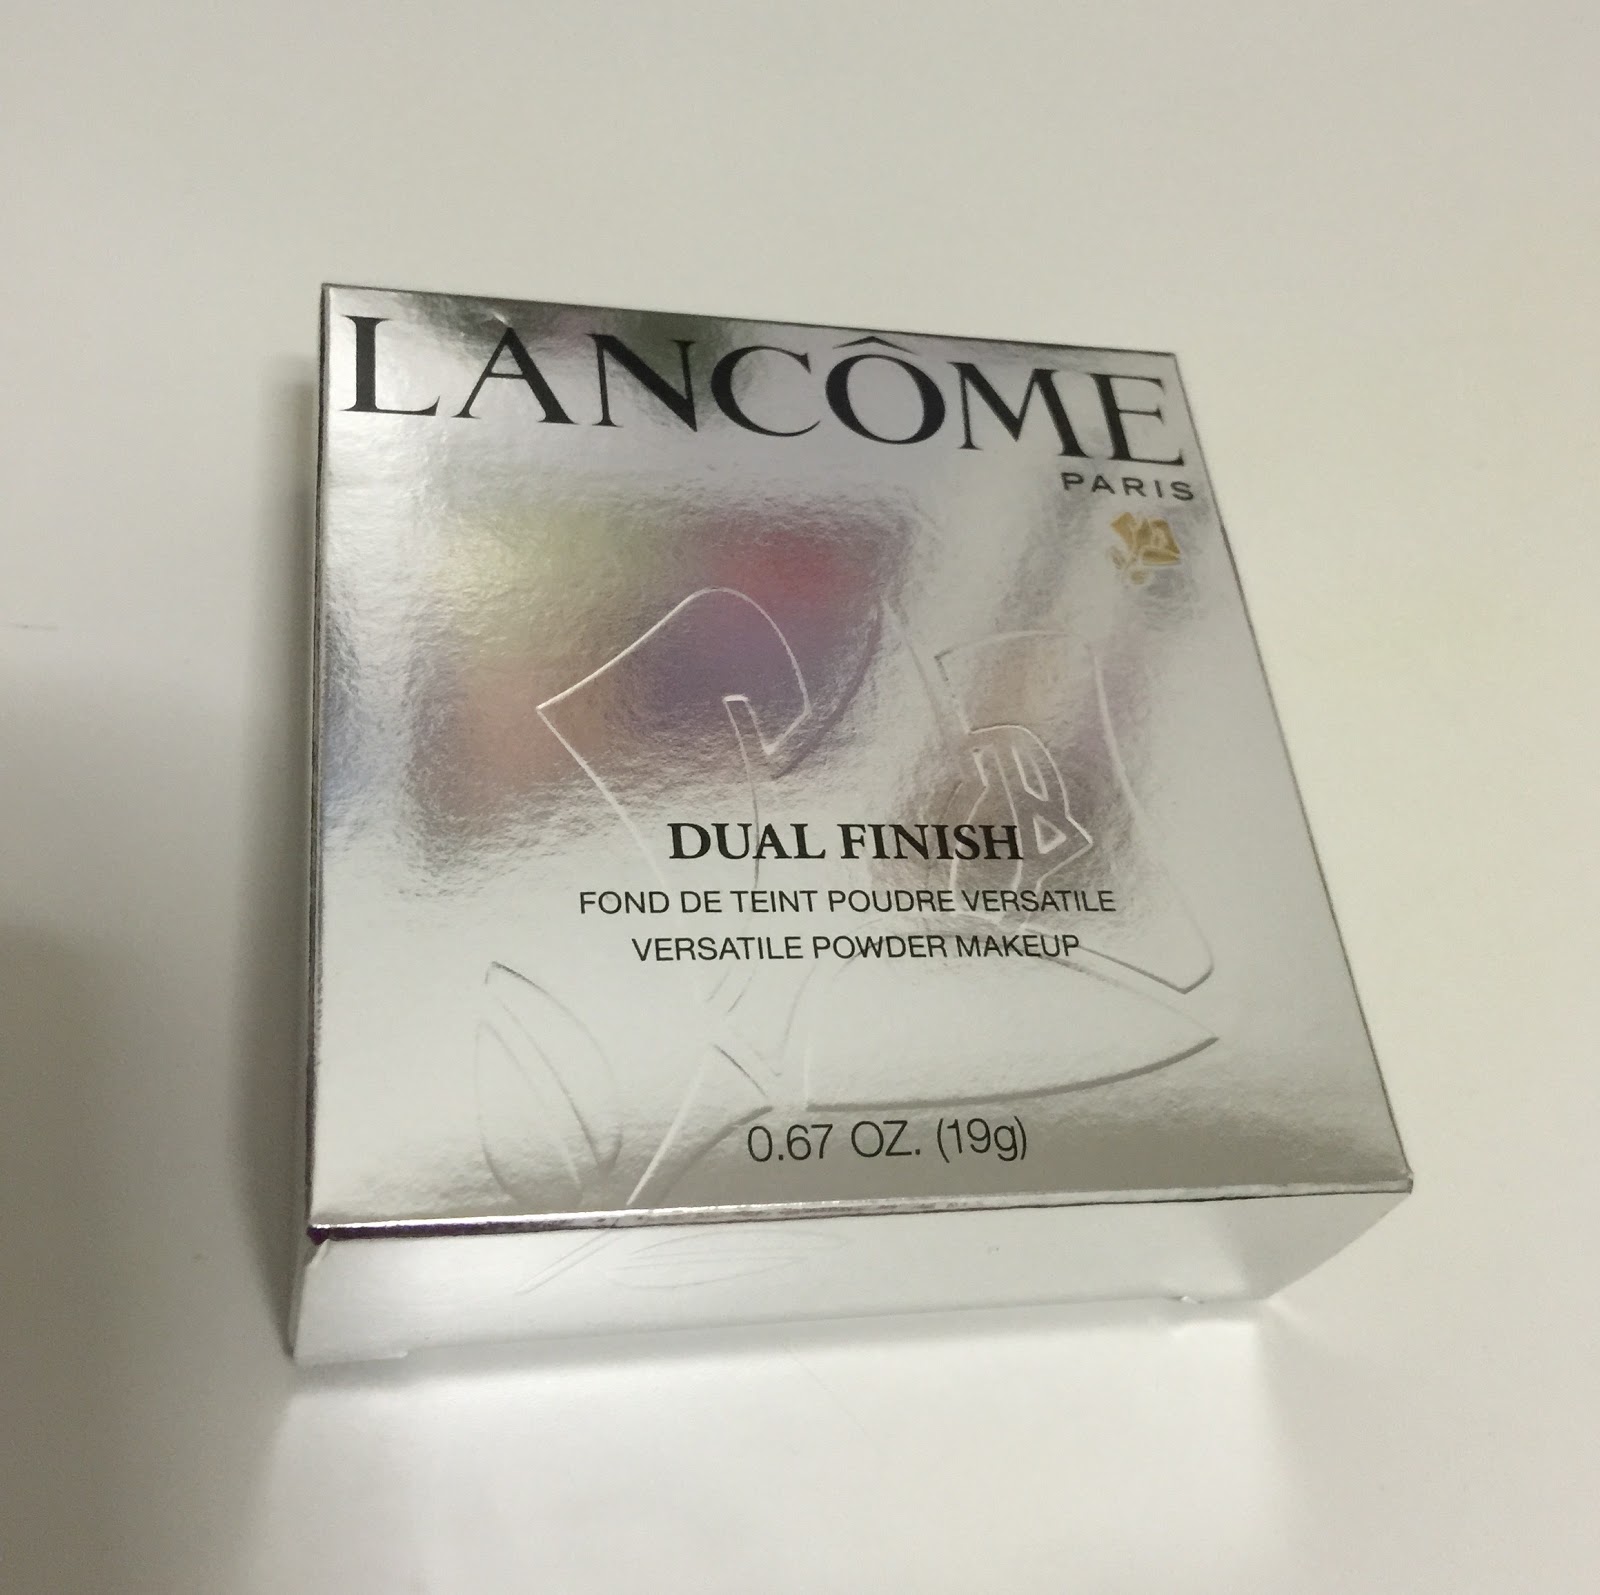 LANCÔME
PARIS
DUAL FINISH
FOND DE TEINT POUDRE VERSATILE
VERSATILE POWDER MAKEUP
0.67 OZ. (19g)